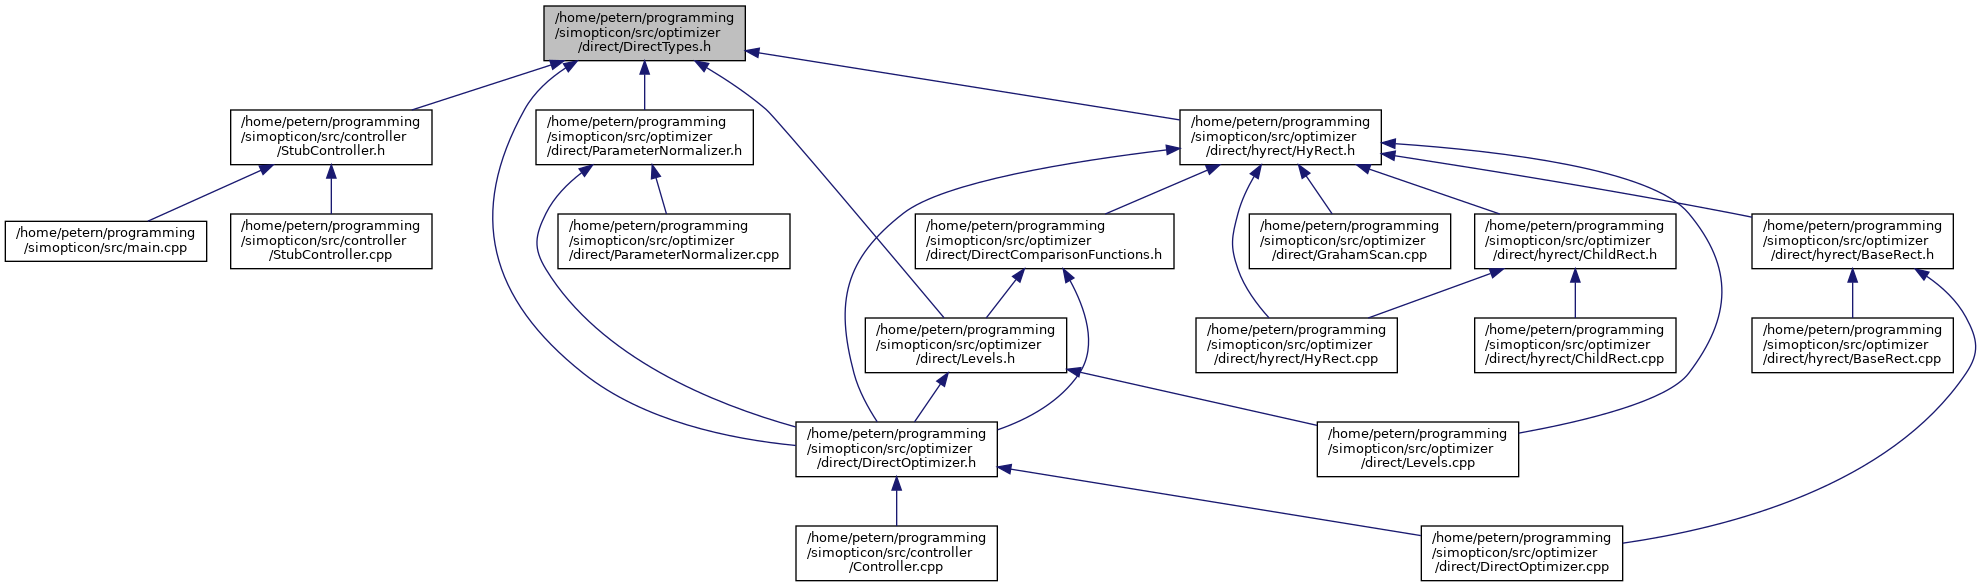 /home/petern/programming
/simopticon/src/optimizer
/direct/DirectTypes.h
/home/petern/programming
/simopticon/src/controller
/StubController.h
/home/petern/programming
/simopticon/src/optimizer
/direct/ParameterNormalizer.h
/home/petern/programming
/simopticon/src/optimizer
/direct/hyrect/HyRect.h
/home/petern/programming
/simopticon/src/main.cpp
/home/petern/programming
/simopticon/src/controller
/StubController.cpp
/home/petern/programming
/simopticon/src/optimizer
/direct/ParameterNormalizer.cpp
/home/petern/programming
/simopticon/src/optimizer
/direct/DirectComparisonFunctions.h
/home/petern/programming
/simopticon/src/optimizer
/direct/GrahamScan.cpp
/home/petern/programming
/simopticon/src/optimizer
/direct/hyrect/ChildRect.h
/home/petern/programming
/simopticon/src/optimizer
/direct/hyrect/BaseRect.h
/home/petern/programming
/simopticon/src/optimizer
/direct/Levels.h
/home/petern/programming
/simopticon/src/optimizer
/direct/hyrect/HyRect.cpp
/home/petern/programming
/simopticon/src/optimizer
/direct/hyrect/ChildRect.cpp
/home/petern/programming
/simopticon/src/optimizer
/direct/hyrect/BaseRect.cpp
/home/petern/programming
/simopticon/src/optimizer
/direct/DirectOptimizer.h
/home/petern/programming
/simopticon/src/optimizer
/direct/Levels.cpp
/home/petern/programming
/simopticon/src/controller
/Controller.cpp
/home/petern/programming
/simopticon/src/optimizer
/direct/DirectOptimizer.cpp